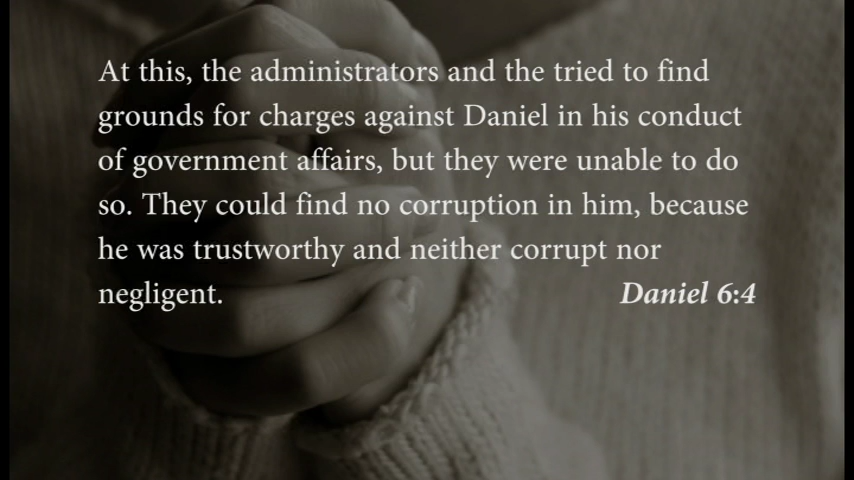 At this, the administrators and the tried to find
grounds for charges against Daniel in his conduct
of government affairs, but they were unable to do
so. They could find no corruption in him, because
he was trustworthy and neither corrupt nor
negligent.
Daniel 6:4